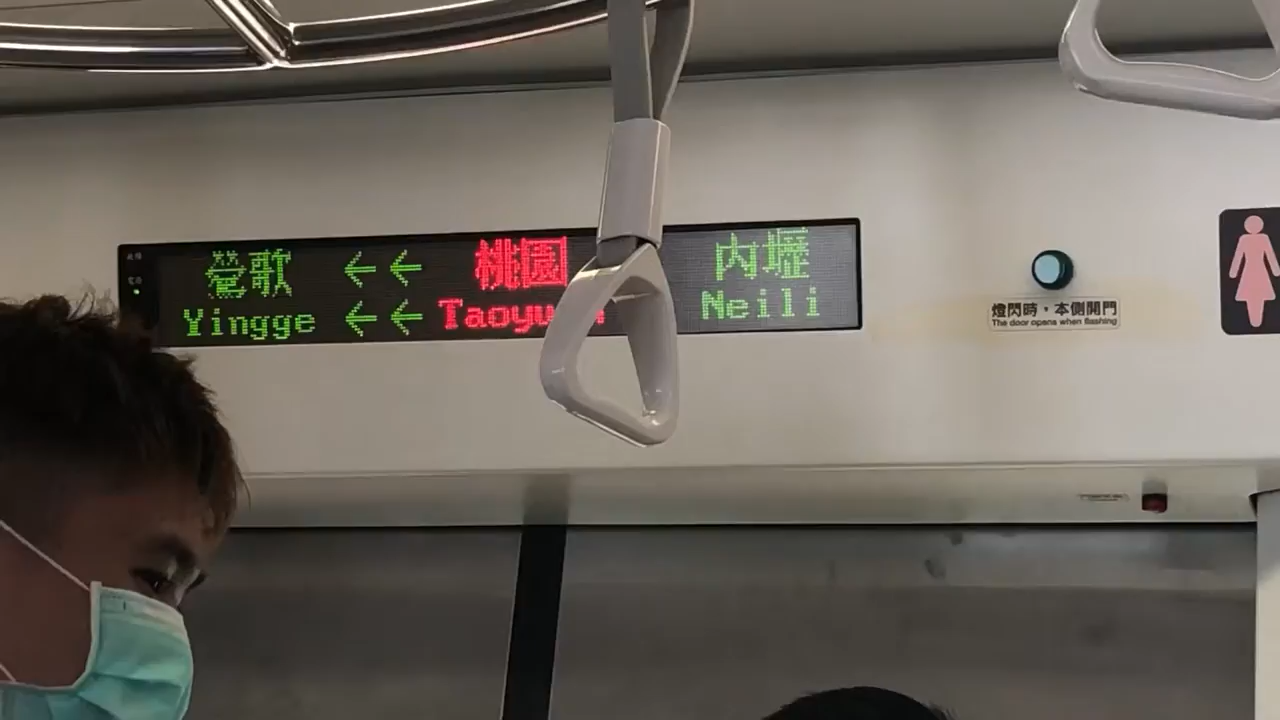 鶯歌 ←← 桃園 內壢
Yingge ←← Taoyu Neili
燈閃時，本側開門
The door opens when flashing